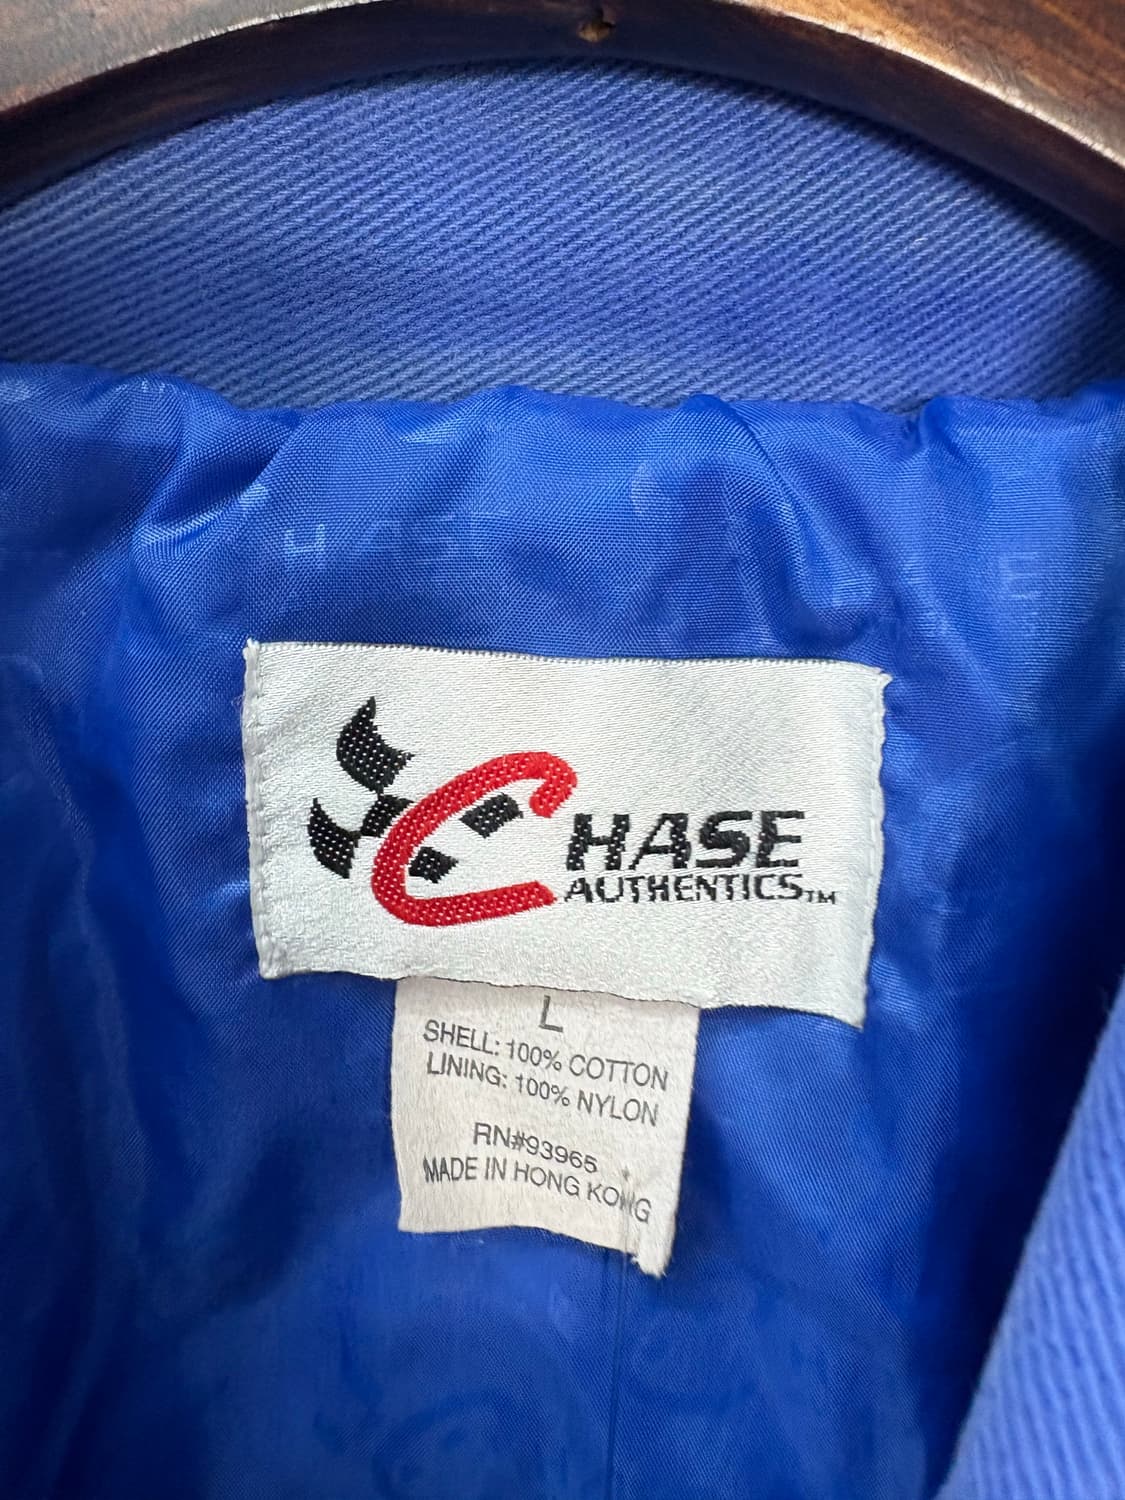 CHASE
AUTHENTICS™
L
SHELL: 100% COTTON
LINING: 100% NYLON
RN#93965
MADE IN HONG KONG